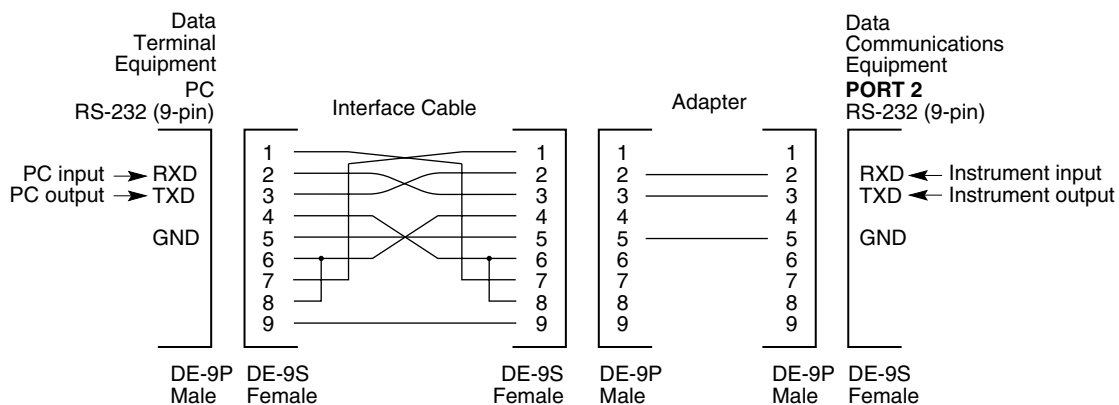 Data
Terminal
Equipment
PC
RS-232 (9-pin)
Data
Communications
Equipment
PORT 2
RS-232 (9-pin)
Interface Cable
Adapter
PC input
RXD
PC output
TXD
GND
1
2
3
4
5
6
7
8
9
1
2
3
4
5
6
7
8
9
1
2
3
4
5
6
7
8
9
1
2
3
4
5
6
7
8
9
RXD
Instrument input
TXD
Instrument output
GND
DE-9P
Male
DE-9S
Female
DE-9S
Female
DE-9P
Male
DE-9P
Male
DE-9S
Female